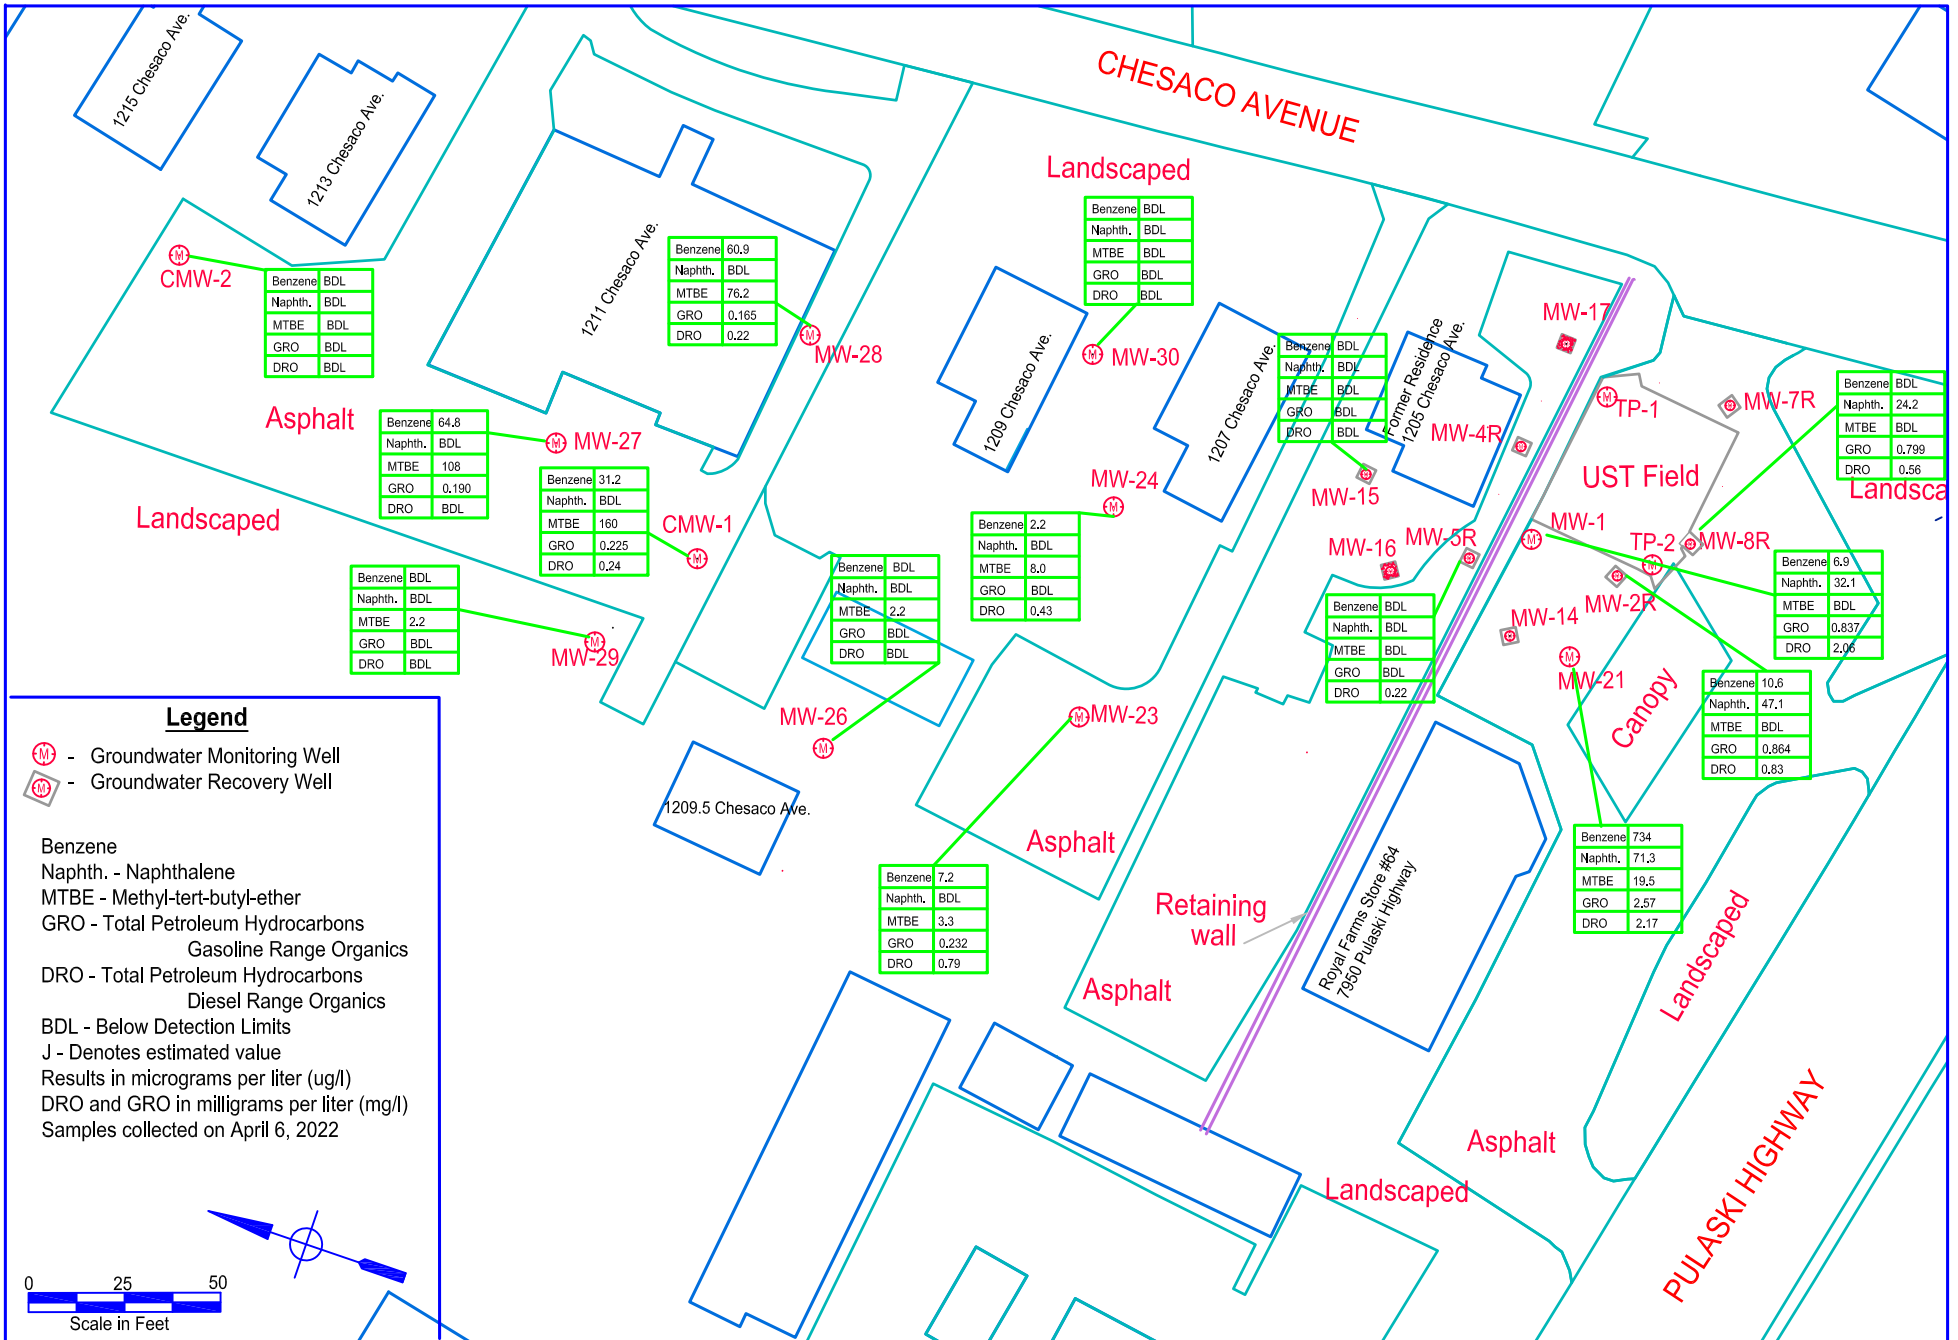 CHESACO AVENUE
1215 Chesaco Ave.
1213 Chesaco Ave.
1211 Chesaco Ave.
Landscaped
CMW-2
Benzene BDL
Naphth. BDL
MTBE BDL
GRO BDL
DRO BDL
Benzene 60.9
Naphth. BDL
MTBE 76.2
GRO 0.165
DRO 0.22
MW-28
Benzene BDL
Naphth. BDL
MTBE BDL
GRO BDL
DRO BDL
MW-30
1209 Chesaco Ave.
1207 Chesaco Ave.
Benzene BDL
Naphth. BDL
MTBE BDL
GRO BDL
DRO BDL
MW-15
Former Residence
1205 Chesaco Ave.
MW-17
MW-4R
TP-1
MW-7R
UST Field
Benzene BDL
Naphth. 24.2
MTBE BDL
GRO 0.799
DRO 0.56
Landsca
Asphalt
Benzene 64.8
Naphth. BDL
MTBE 108
GRO 0.190
DRO BDL
MW-27
Benzene 31.2
Naphth. BDL
MTBE 160
GRO 0.225
DRO 0.24
CMW-1
Landscaped
MW-24
Benzene 2.2
Naphth. BDL
MTBE 8.0
GRO BDL
DRO 0.43
MW-16
MW-5R
MW-1
TP-2
MW-8R
MW-2R
MW-14
MW-21
Benzene 6.9
Naphth. 32.1
MTBE BDL
GRO 0.837
DRO 2.06
Benzene BDL
Naphth. BDL
MTBE 2.2
GRO BDL
DRO BDL
MW-29
Benzene BDL
Naphth. BDL
MTBE 2.2
GRO BDL
DRO BDL
MW-26
Benzene BDL
Naphth. BDL
MTBE BDL
GRO BDL
DRO 0.22
Canopy
Benzene 10.6
Naphth. 47.1
MTBE BDL
GRO 0.864
DRO 0.83
MW-23
1209.5 Chesaco Ave.
Asphalt
Benzene 7.2
Naphth. BDL
MTBE 3.3
GRO 0.232
DRO 0.79
Benzene 734
Naphth. 71.3
MTBE 19.5
GRO 2.57
DRO 2.17
Retaining
wall
Royal Farms Store #64
7950 Pulaski Highway
Asphalt
Landscaped
Asphalt
Landscaped
PULASKI HIGHWAY
Legend
M - Groundwater Monitoring Well
M - Groundwater Recovery Well
Benzene
Naphth. - Naphthalene
MTBE - Methyl-tert-butyl-ether
GRO - Total Petroleum Hydrocarbons
Gasoline Range Organics
DRO - Total Petroleum Hydrocarbons
Diesel Range Organics
BDL - Below Detection Limits
J - Denotes estimated value
Results in micrograms per liter (ug/l)
DRO and GRO in milligrams per liter (mg/l)
Samples collected on April 6, 2022
0 25 50
Scale in Feet